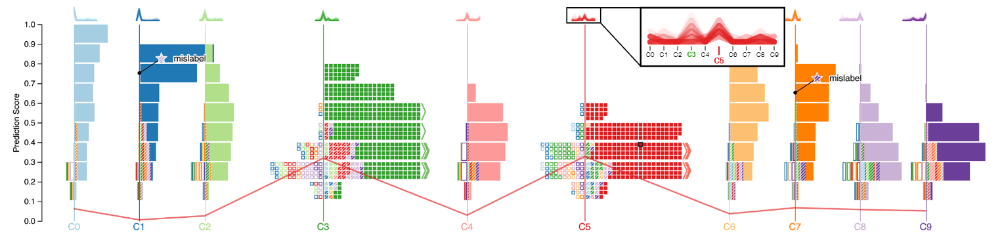 C0 C1 C2 C3 C4 C6 C7 C8 C9
C5
1.0
0.9
mislabel
0.8
mislabel
0.7
0.6
0.5
0.4
0.3
0.2
0.1
0.0
Prediction Score
C0 C1 C2 C3 C4 C5 C6 C7 C8 C9